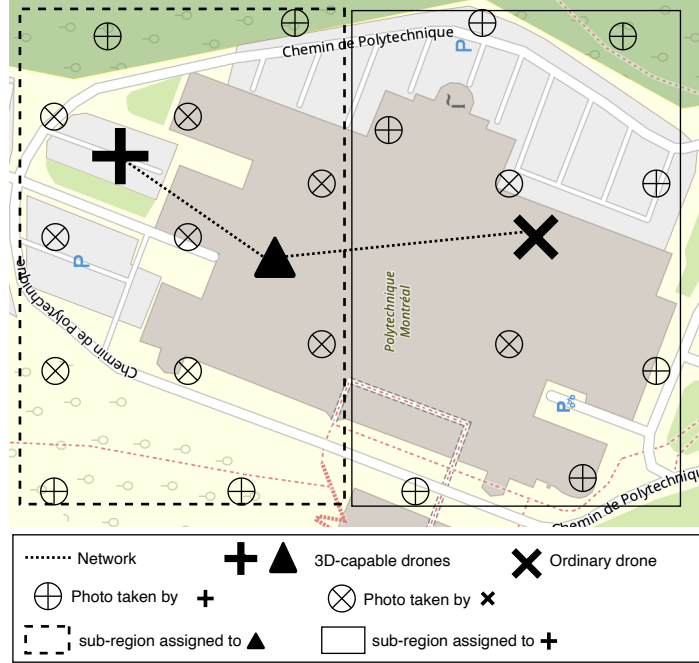 Chemin de Polytechnique
P
P
Chemin de Polytechnique
Polytechnique
Montréal
P
Chemin de Polytechniqu
Network
3D-capable drones
Ordinary drone
Photo taken by
Photo taken by
sub-region assigned to
sub-region assigned to